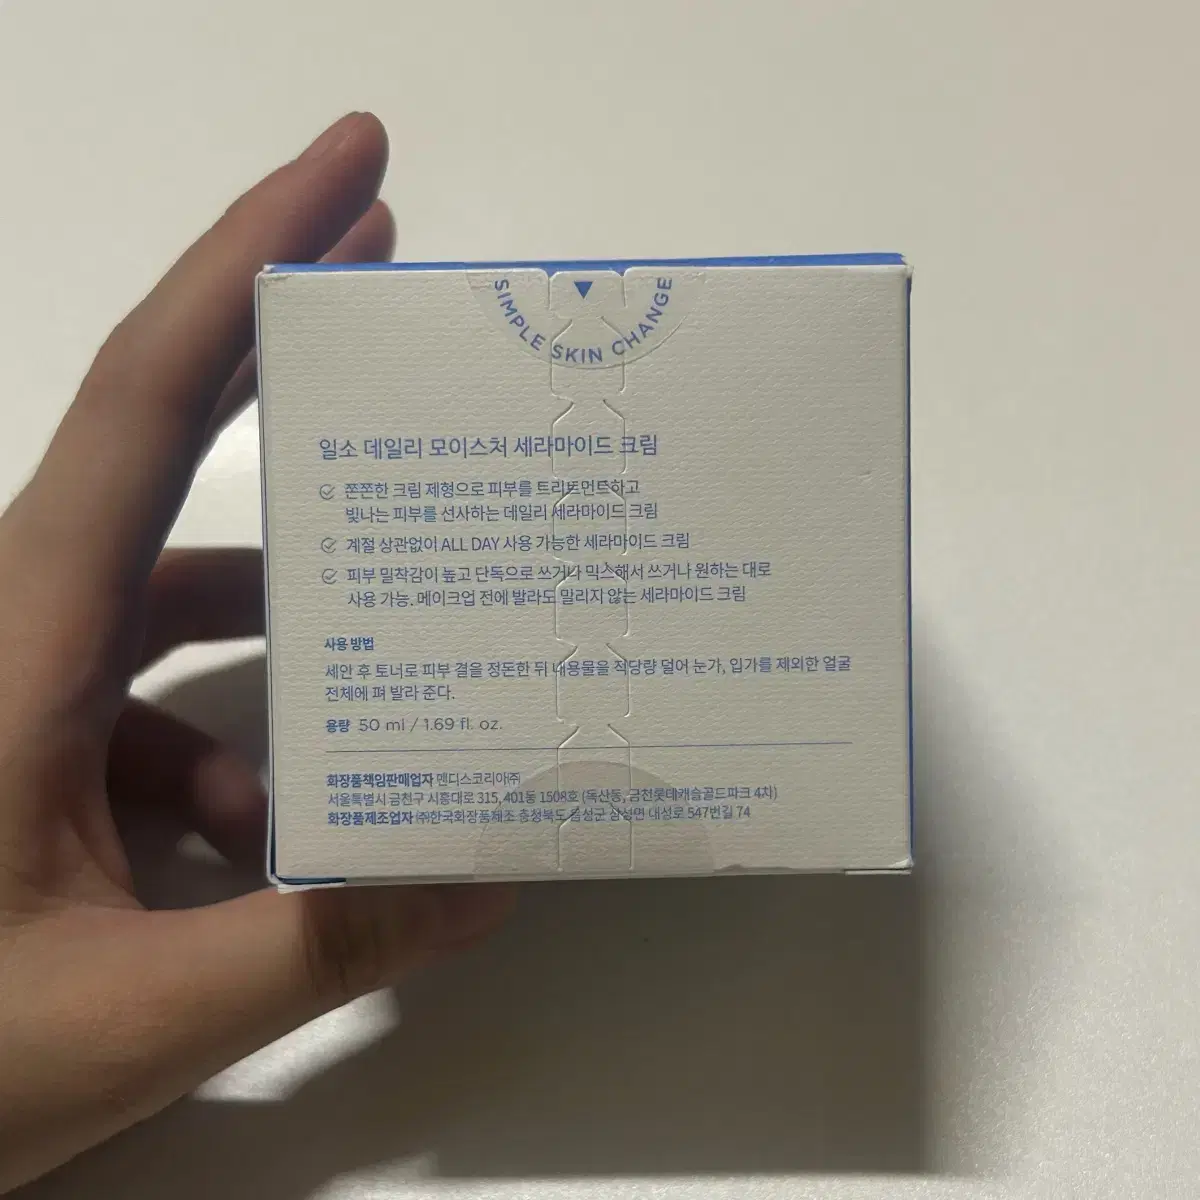 SIMPLE SKIN CHANGE
일소 데일리 모이스처 세라마이드 크림
쫀쫀한 크림 제형으로 피부를 트리트먼트하고
빛나는 피부를 선사하는 데일리 세라마이드 크림
계절 상관없이 ALL DAY 사용 가능한 세라마이드 크림
피부 밀착감이 높고 단독으로 쓰거나 믹스해서 쓰거나 원하는 대로
사용 가능. 메이크업 전에 발라도 밀리지 않는 세라마이드 크림
사용 방법
세안 후 토너로 피부 결을 정돈한 뒤 내용물을 적당량 덜어 눈가, 입가를 제외한 얼굴
전체에 펴 발라 준다.
용량 50 ml / 1.69 fl. oz.
화장품책임판매업자 멘디스코리아㈜
서울특별시 금천구 시흥대로 315, 401동 1508호 (독산동, 금천롯데캐슬골드파크 4차)
화장품제조업자 ㈜한국화장품제조 충청북도 음성군 삼성면 대성로 547번길 74